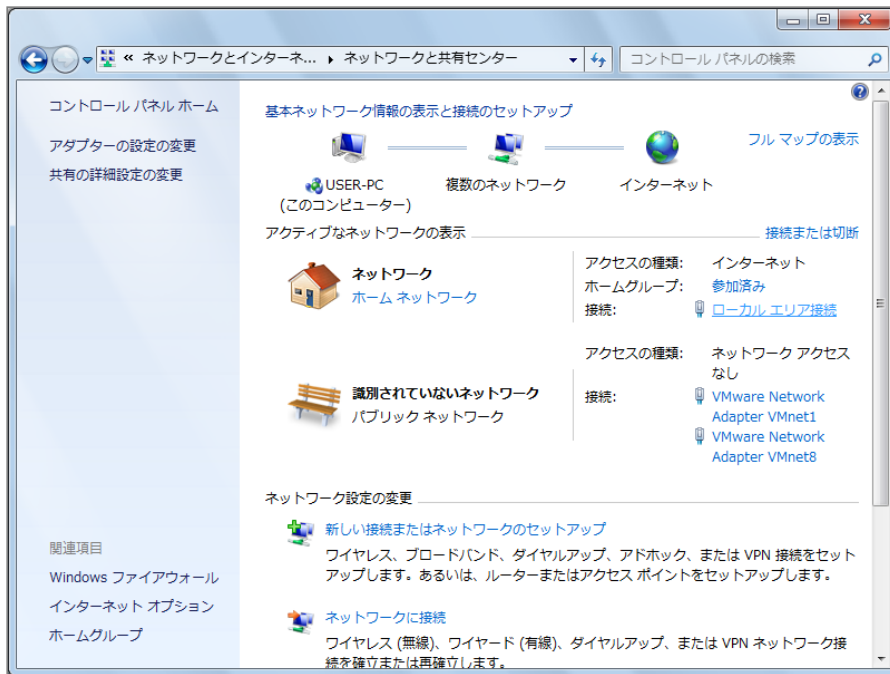 « ネットワークとインターネ... ▸ ネットワークと共有センター
コントロール パネルの検索
コントロール パネル ホーム
アダプターの設定の変更
共有の詳細設定の変更
基本ネットワーク情報の表示と接続のセットアップ
フル マップの表示
USER-PC
(このコンピューター)
複数のネットワーク
インターネット
アクティブなネットワークの表示
接続または切断
ネットワーク
ホーム ネットワーク
アクセスの種類: インターネット
ホームグループ: 参加済み
接続: ローカル エリア接続
識別されていないネットワーク
パブリック ネットワーク
アクセスの種類: ネットワーク アクセス
なし
接続: VMware Network
Adapter VMnet1
VMware Network
Adapter VMnet8
ネットワーク設定の変更
新しい接続またはネットワークのセットアップ
ワイヤレス、ブロードバンド、ダイヤルアップ、アドホック、または VPN 接続をセット
アップします。あるいは、ルーターまたはアクセス ポイントをセットアップします。
ネットワークに接続
ワイヤレス (無線)、ワイヤード (有線)、ダイヤルアップ、または VPN ネットワーク接
続を確立または再確立します。
関連項目
Windows ファイアウォール
インターネット オプション
ホームグループ